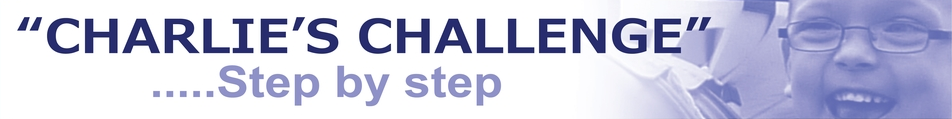 “CHARLIE’S CHALLENGE”
.....Step by step